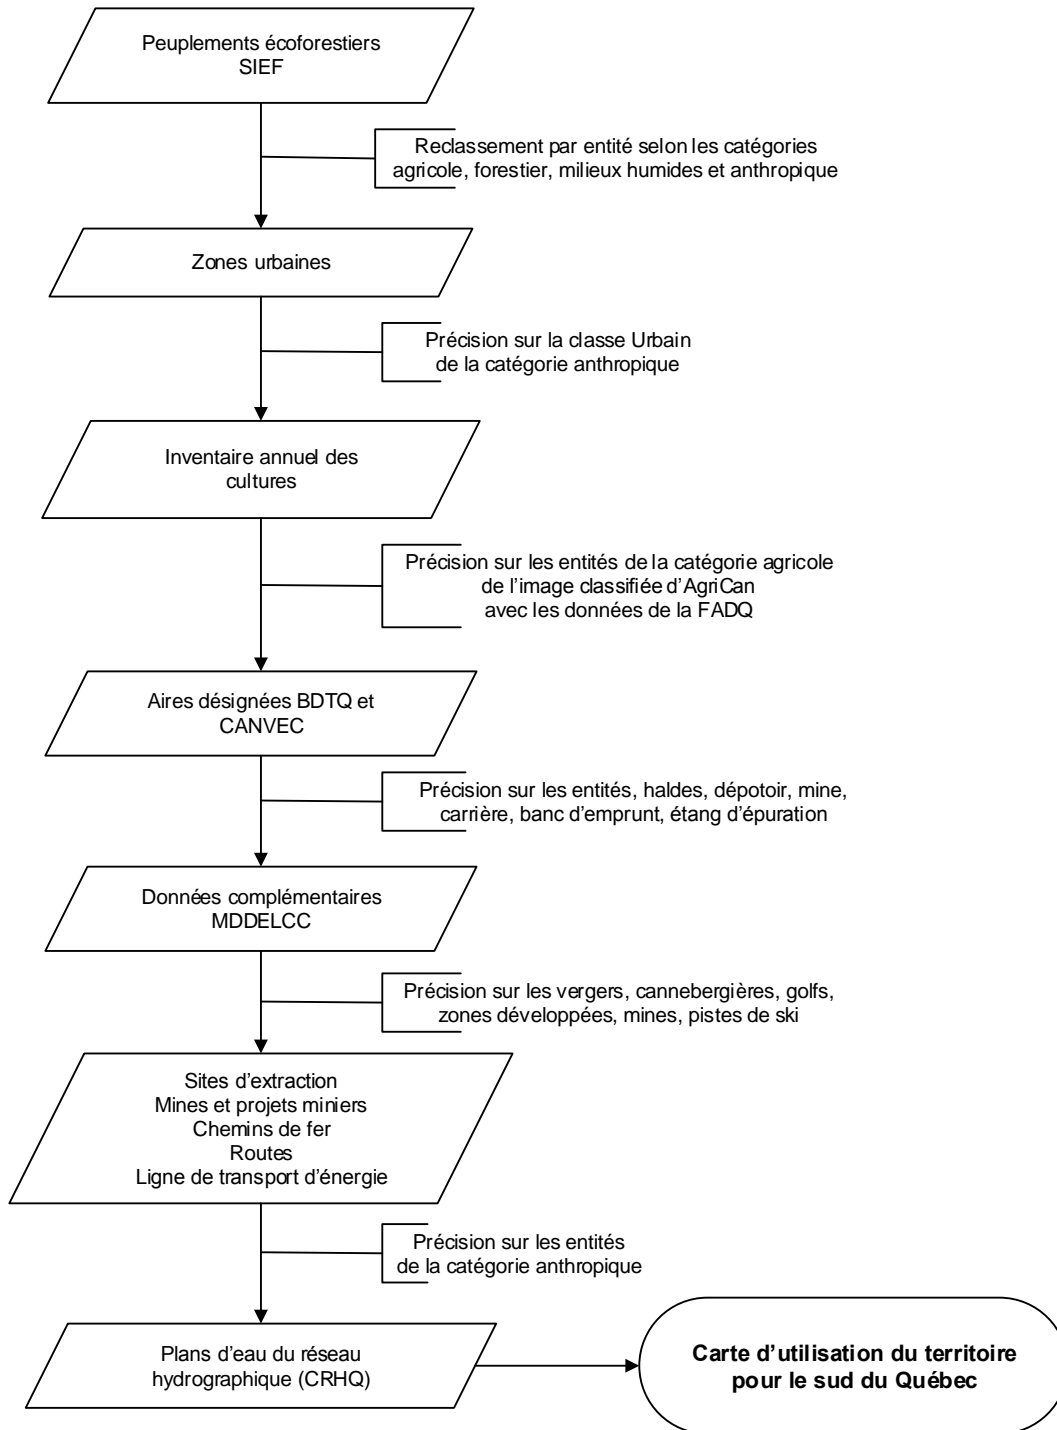 Peuplements écoforestiers
SIEF
Reclassement par entité selon les catégories
agricole, forestier, milieux humides et anthropique
Zones urbaines
Précision sur la classe Urbain
de la catégorie anthropique
Inventaire annuel des
cultures
Précision sur les entités de la catégorie agricole
de l'image classifiée d'AgriCan
avec les données de la FADQ
Aires désignées BDTQ et
CANVEC
Précision sur les entités, haldes, dépotoir, mine,
carrière, banc d'emprunt, étang d'épuration
Données complémentaires
MDDELCC
Précision sur les vergers, cannebergières, golfs,
zones développées, mines, pistes de ski
Sites d'extraction
Mines et projets miniers
Chemins de fer
Routes
Ligne de transport d'énergie
Précision sur les entités
de la catégorie anthropique
Plans d'eau du réseau
hydrographique (CRHQ)
Carte d'utilisation du territoire
pour le sud du Québec